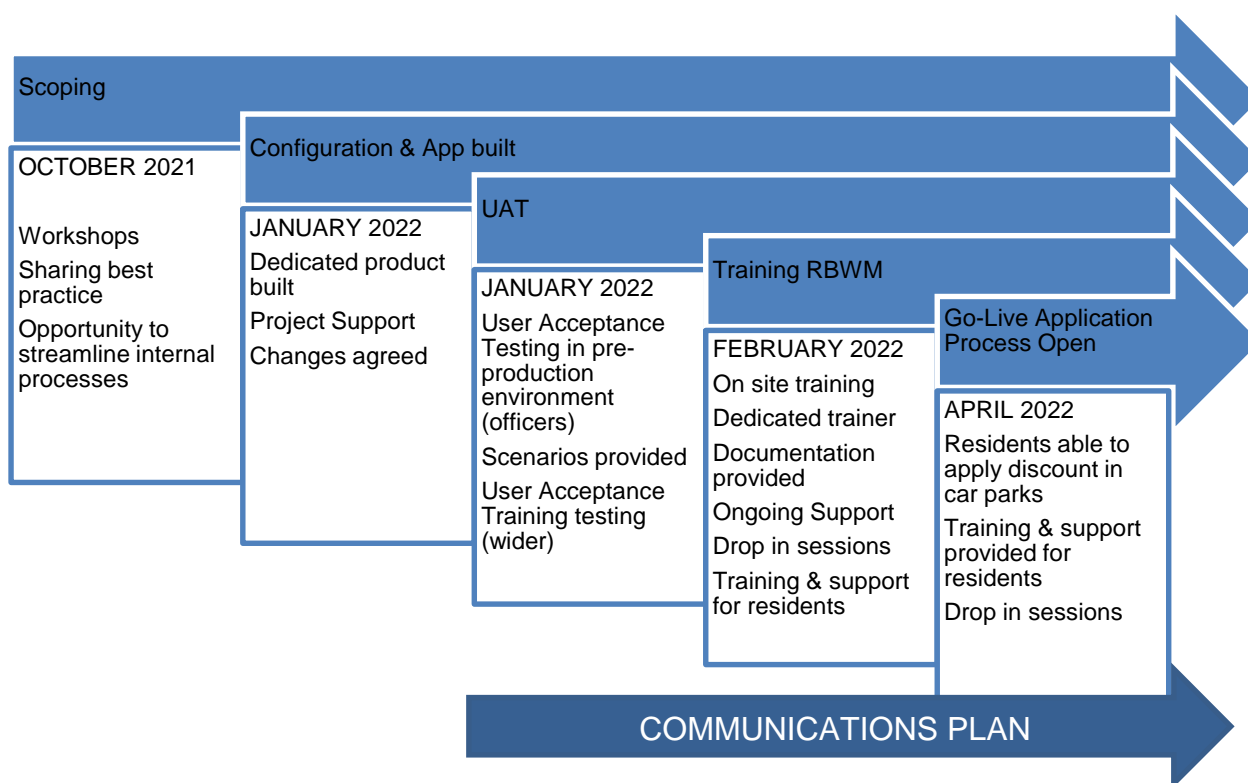 Scoping
OCTOBER 2021
Workshops
Sharing best
practice
Opportunity to
streamline internal
processes
Configuration & App built
JANUARY 2022
Dedicated product
built
Project Support
Changes agreed
UAT
JANUARY 2022
User Acceptance
Testing in pre-
production
environment
(officers)
Scenarios provided
User Acceptance
Training testing
(wider)
Training RBWM
FEBRUARY 2022
On site training
Dedicated trainer
Documentation
provided
Ongoing Support
Drop in sessions
Training & support
for residents
Go-Live Application
Process Open
APRIL 2022
Residents able to
apply discount in
car parks
Training & support
provided for
residents
Drop in sessions
COMMUNICATIONS PLAN